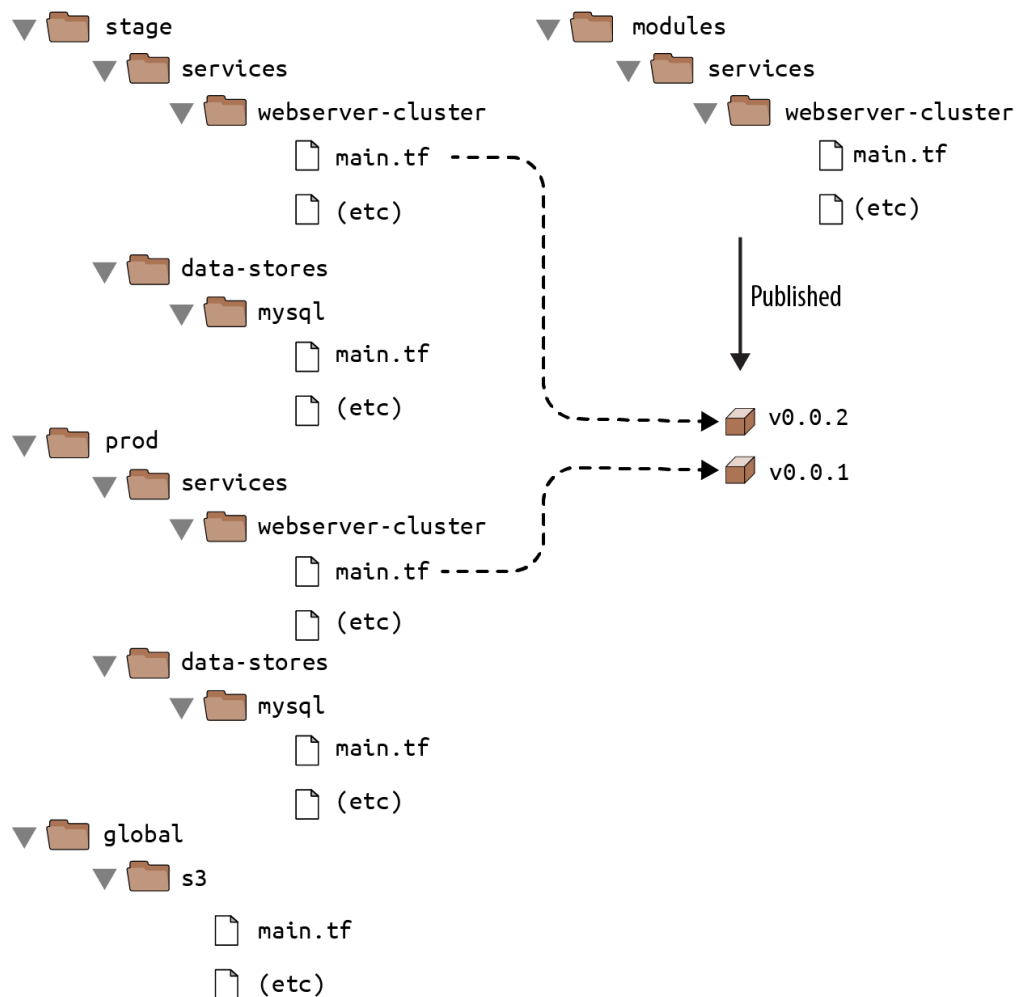 stage
services
webserver-cluster
main.tf
(etc)
data-stores
mysql
main.tf
(etc)
prod
services
webserver-cluster
main.tf
(etc)
data-stores
mysql
main.tf
(etc)
global
s3
main.tf
(etc)
modules
services
webserver-cluster
main.tf
(etc)
Published
v0.0.2
v0.0.1